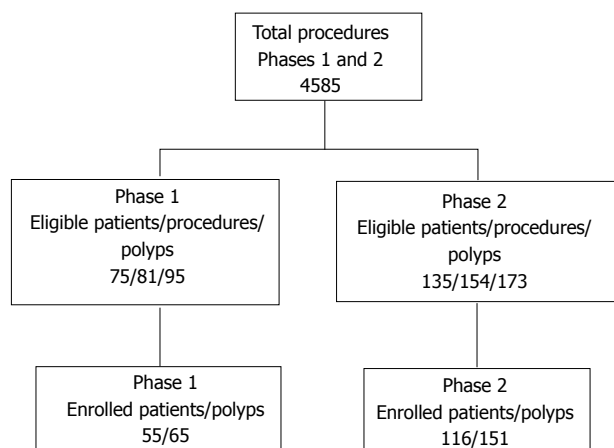 Total procedures
Phases 1 and 2
4585
Phase 1
Eligible patients/procedures/
polyps
75/81/95
Phase 2
Eligible patients/procedures/
polyps
135/154/173
Phase 1
Enrolled patients/polyps
55/65
Phase 2
Enrolled patients/polyps
116/151